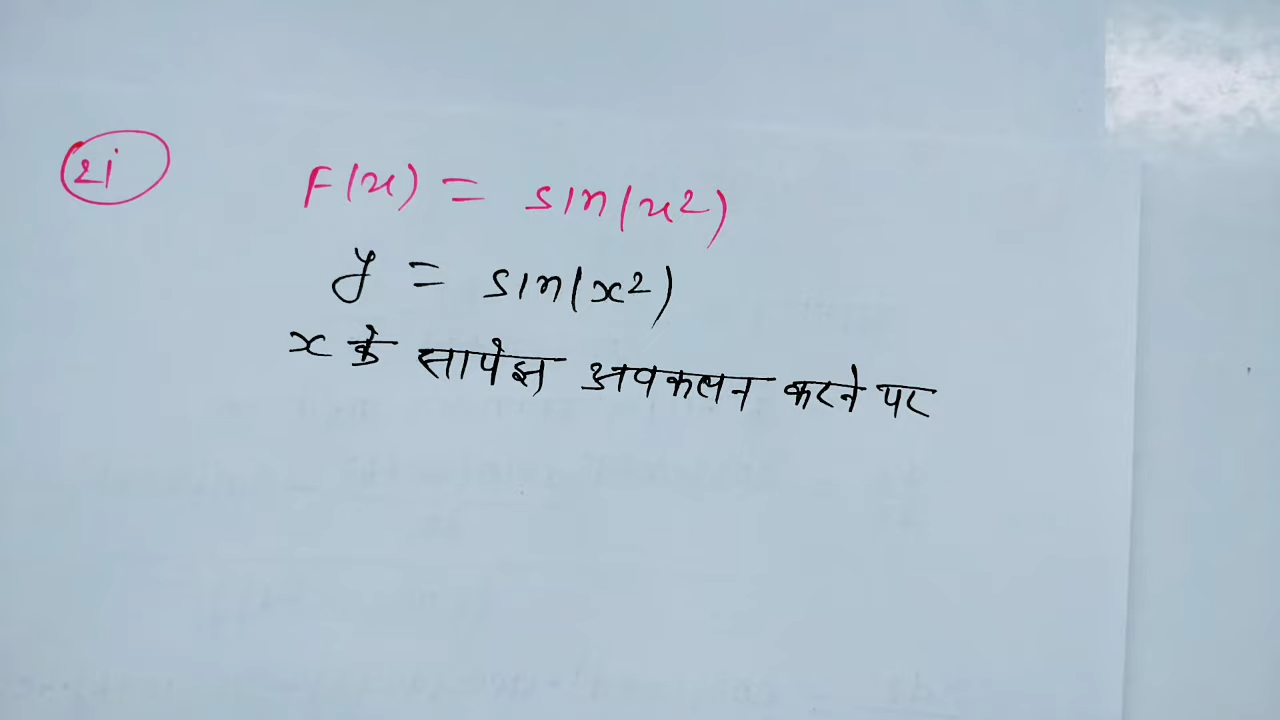 21
F(x) = sin(x2)
y = sin(x2)
x के सापेक्ष अवकलन करने पर